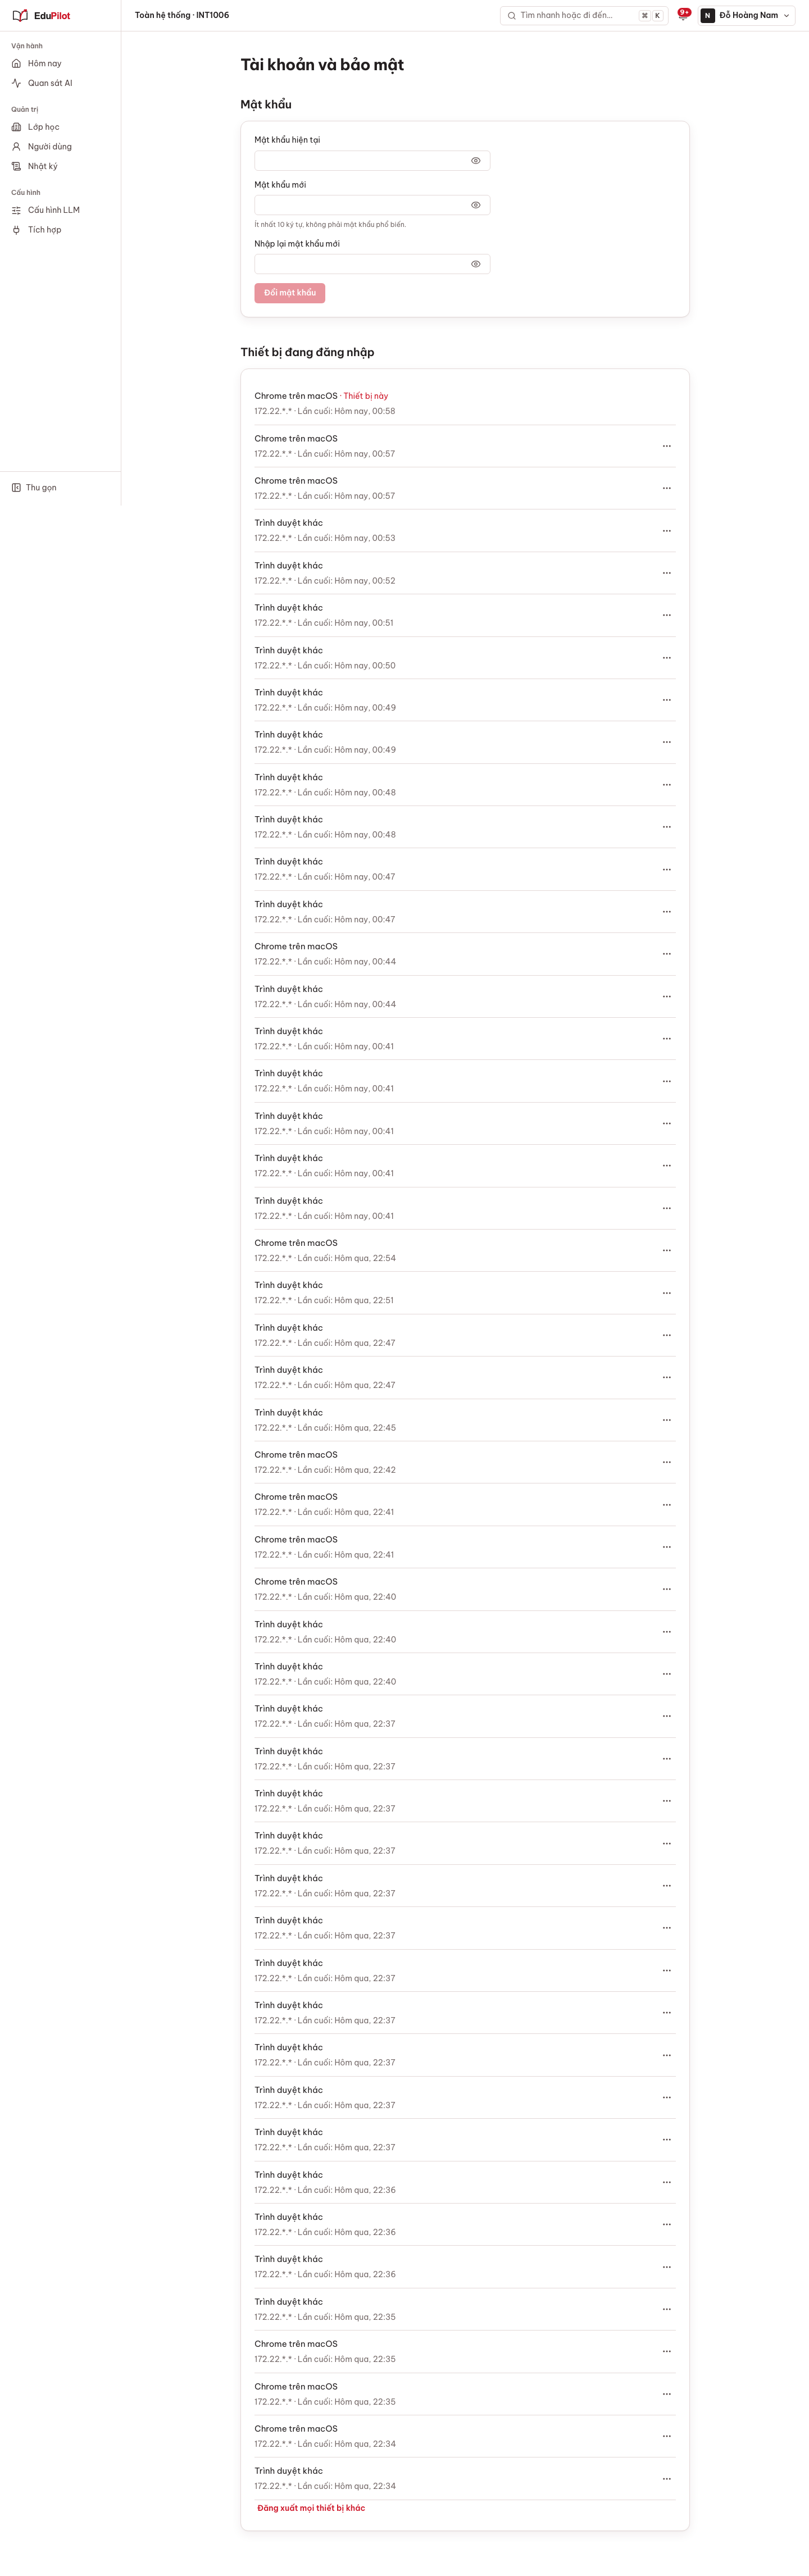 EduPilot
Toàn hệ thống · INT1006
Tìm nhanh hoặc đi đến... ⌘ K
9+
N Đỗ Hoàng Nam
Vận hành
Hôm nay
Quan sát AI
Quản trị
Lớp học
Người dùng
Nhật ký
Cấu hình
Cấu hình LLM
Tích hợp
Thu gọn
Tài khoản và bảo mật
Mật khẩu
Mật khẩu hiện tại
Mật khẩu mới
Ít nhất 10 ký tự, không phải mật khẩu phổ biến.
Nhập lại mật khẩu mới
Đổi mật khẩu
Thiết bị đang đăng nhập
Chrome trên macOS · Thiết bị này
172.22.*.* · Lần cuối: Hôm nay, 00:58
Chrome trên macOS
172.22.*.* · Lần cuối: Hôm nay, 00:57
Chrome trên macOS
172.22.*.* · Lần cuối: Hôm nay, 00:57
Trình duyệt khác
172.22.*.* · Lần cuối: Hôm nay, 00:53
Trình duyệt khác
172.22.*.* · Lần cuối: Hôm nay, 00:52
Trình duyệt khác
172.22.*.* · Lần cuối: Hôm nay, 00:51
Trình duyệt khác
172.22.*.* · Lần cuối: Hôm nay, 00:50
Trình duyệt khác
172.22.*.* · Lần cuối: Hôm nay, 00:49
Trình duyệt khác
172.22.*.* · Lần cuối: Hôm nay, 00:49
Trình duyệt khác
172.22.*.* · Lần cuối: Hôm nay, 00:48
Trình duyệt khác
172.22.*.* · Lần cuối: Hôm nay, 00:48
Trình duyệt khác
172.22.*.* · Lần cuối: Hôm nay, 00:47
Trình duyệt khác
172.22.*.* · Lần cuối: Hôm nay, 00:47
Chrome trên macOS
172.22.*.* · Lần cuối: Hôm nay, 00:44
Trình duyệt khác
172.22.*.* · Lần cuối: Hôm nay, 00:44
Trình duyệt khác
172.22.*.* · Lần cuối: Hôm nay, 00:41
Trình duyệt khác
172.22.*.* · Lần cuối: Hôm nay, 00:41
Trình duyệt khác
172.22.*.* · Lần cuối: Hôm nay, 00:41
Trình duyệt khác
172.22.*.* · Lần cuối: Hôm nay, 00:41
Trình duyệt khác
172.22.*.* · Lần cuối: Hôm nay, 00:41
Chrome trên macOS
172.22.*.* · Lần cuối: Hôm qua, 22:54
Trình duyệt khác
172.22.*.* · Lần cuối: Hôm qua, 22:51
Trình duyệt khác
172.22.*.* · Lần cuối: Hôm qua, 22:47
Trình duyệt khác
172.22.*.* · Lần cuối: Hôm qua, 22:47
Trình duyệt khác
172.22.*.* · Lần cuối: Hôm qua, 22:45
Chrome trên macOS
172.22.*.* · Lần cuối: Hôm qua, 22:42
Chrome trên macOS
172.22.*.* · Lần cuối: Hôm qua, 22:41
Chrome trên macOS
172.22.*.* · Lần cuối: Hôm qua, 22:41
Chrome trên macOS
172.22.*.* · Lần cuối: Hôm qua, 22:40
Trình duyệt khác
172.22.*.* · Lần cuối: Hôm qua, 22:40
Trình duyệt khác
172.22.*.* · Lần cuối: Hôm qua, 22:40
Trình duyệt khác
172.22.*.* · Lần cuối: Hôm qua, 22:37
Trình duyệt khác
172.22.*.* · Lần cuối: Hôm qua, 22:37
Trình duyệt khác
172.22.*.* · Lần cuối: Hôm qua, 22:37
Trình duyệt khác
172.22.*.* · Lần cuối: Hôm qua, 22:37
Trình duyệt khác
172.22.*.* · Lần cuối: Hôm qua, 22:37
Trình duyệt khác
172.22.*.* · Lần cuối: Hôm qua, 22:37
Trình duyệt khác
172.22.*.* · Lần cuối: Hôm qua, 22:37
Trình duyệt khác
172.22.*.* · Lần cuối: Hôm qua, 22:37
Trình duyệt khác
172.22.*.* · Lần cuối: Hôm qua, 22:37
Trình duyệt khác
172.22.*.* · Lần cuối: Hôm qua, 22:37
Trình duyệt khác
172.22.*.* · Lần cuối: Hôm qua, 22:37
Trình duyệt khác
172.22.*.* · Lần cuối: Hôm qua, 22:36
Trình duyệt khác
172.22.*.* · Lần cuối: Hôm qua, 22:36
Trình duyệt khác
172.22.*.* · Lần cuối: Hôm qua, 22:36
Trình duyệt khác
172.22.*.* · Lần cuối: Hôm qua, 22:35
Chrome trên macOS
172.22.*.* · Lần cuối: Hôm qua, 22:35
Chrome trên macOS
172.22.*.* · Lần cuối: Hôm qua, 22:35
Chrome trên macOS
172.22.*.* · Lần cuối: Hôm qua, 22:34
Trình duyệt khác
172.22.*.* · Lần cuối: Hôm qua, 22:34
Đăng xuất mọi thiết bị khác